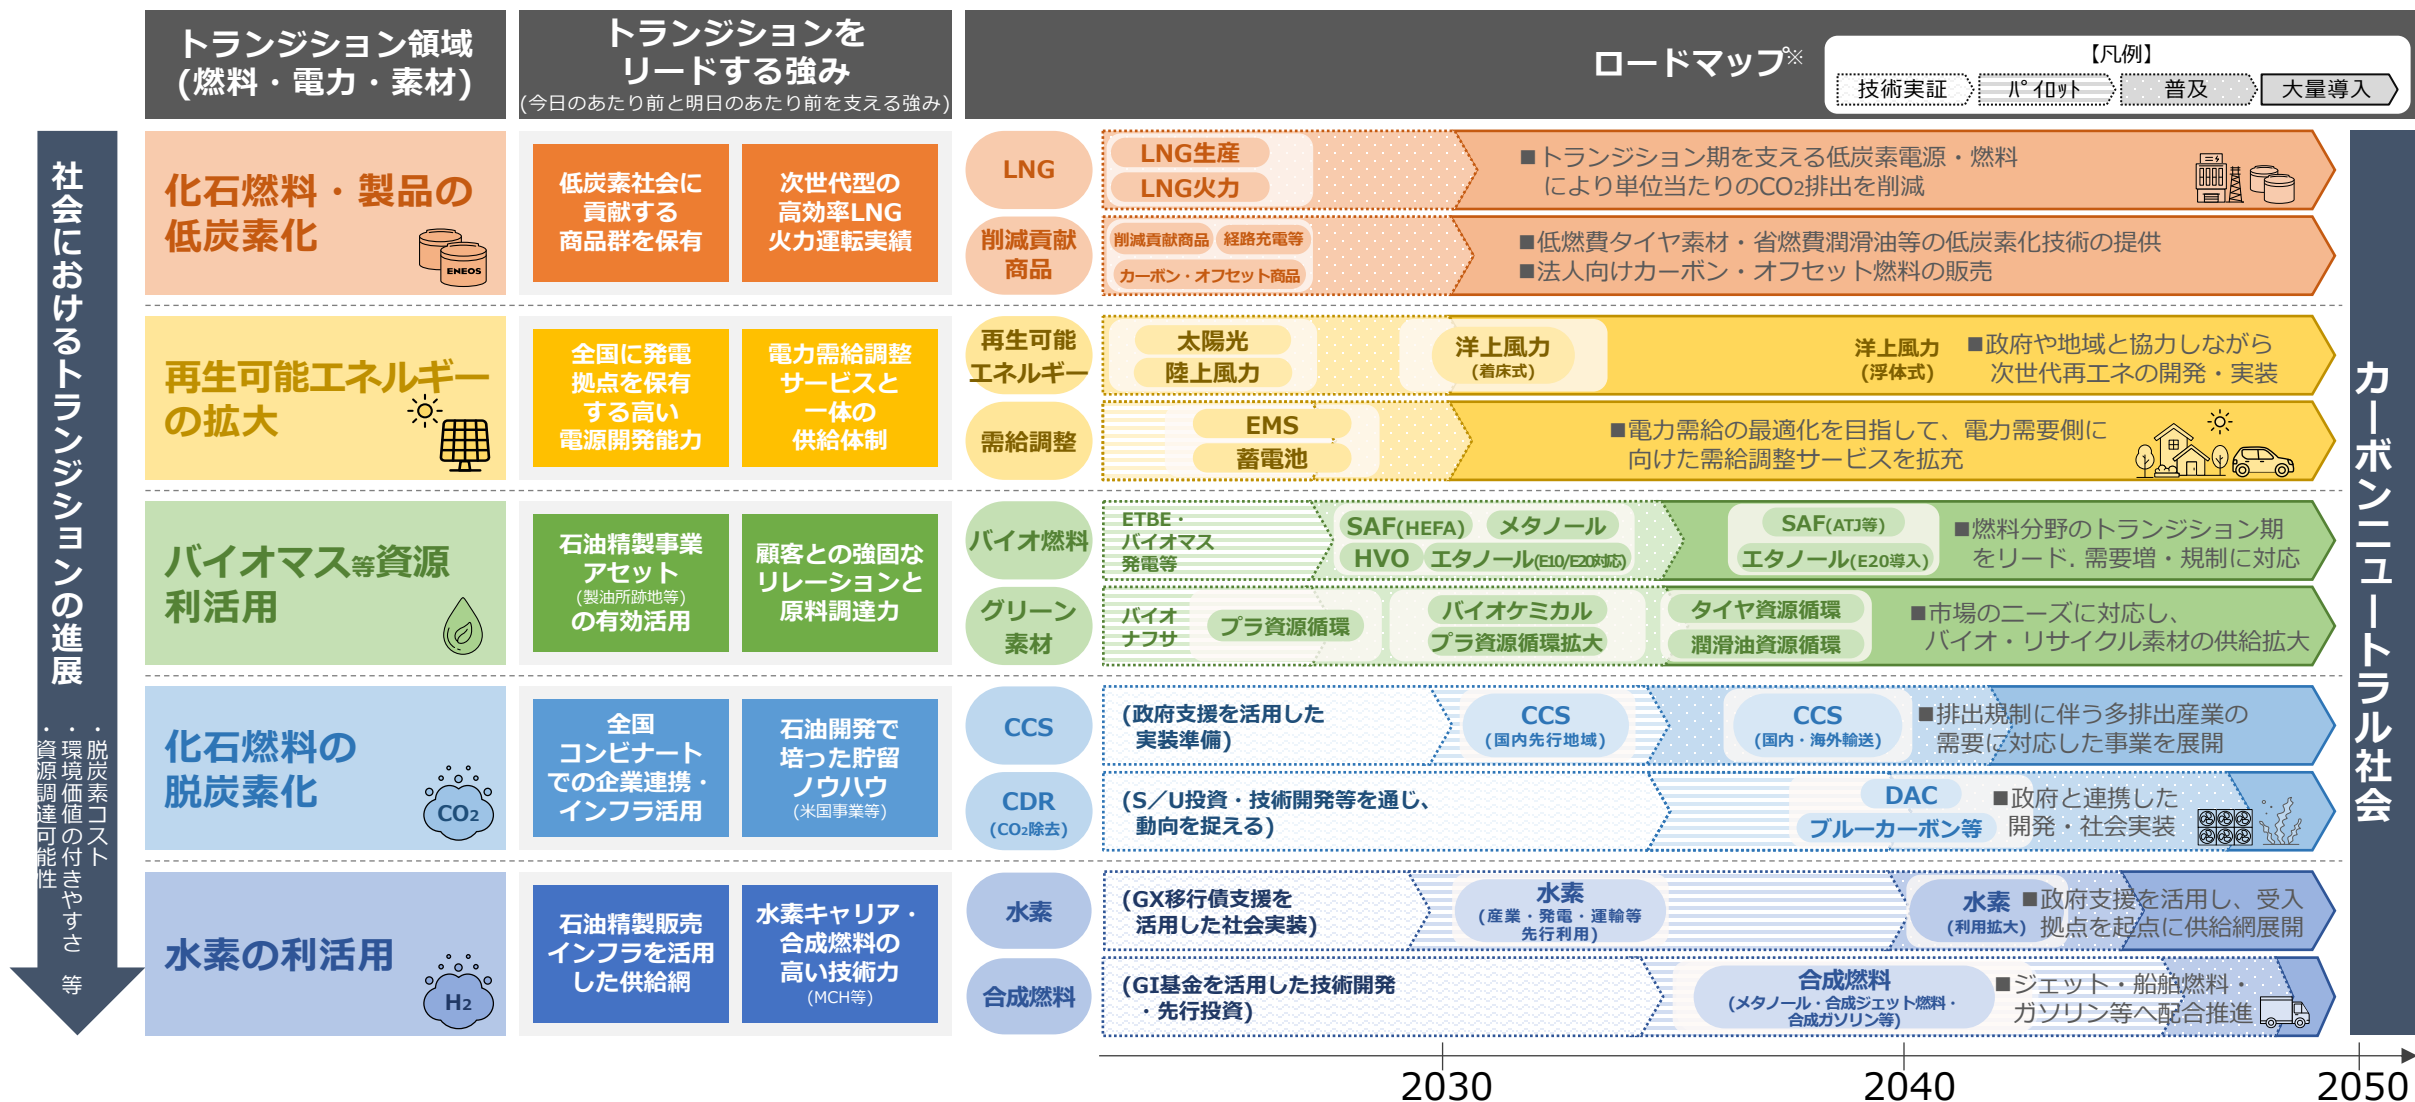 トランジション領域
(燃料・電力・素材)
トランジションを
リードする強み
(今日のあたり前と明日のあたり前を支える強み)
ロードマップ※
【凡例】
技術実証
ﾊﾟｲﾛｯﾄ
普及
大量導入
社会におけるトランジションの進展
・脱炭素コスト
・環境価値の付きやすさ 等
・資源調達可能性
カーボンニュートラル社会
化石燃料・製品の
低炭素化
ENEOS
低炭素社会に
貢献する
商品群を保有
次世代型の
高効率LNG
火力運転実績
LNG
LNG生産
LNG火力
■トランジション期を支える低炭素電源・燃料
により単位当たりのCO2排出を削減
削減貢献
商品
削減貢献商品
経路充電等
カーボン・オフセット商品
■低燃費タイヤ素材・省燃費潤滑油等の低炭素化技術の提供
■法人向けカーボン・オフセット燃料の販売
再生可能エネルギー
の拡大
全国に発電
拠点を保有
する高い
電源開発能力
電力需給調整
サービスと
一体の
供給体制
再生可能
エネルギー
太陽光
陸上風力
洋上風力
(着床式)
洋上風力
(浮体式)
■政府や地域と協力しながら
次世代再エネの開発・実装
需給調整
EMS
蓄電池
■電力需給の最適化を目指して、電力需要側に
向けた需給調整サービスを拡充
バイオマス等資源
利活用
石油精製事業
アセット
(製油所跡地等)
の有効活用
顧客との強固な
リレーションと
原料調達力
バイオ燃料
ETBE・
バイオマス
発電等
SAF(HEFA)
メタノール
HVO
エタノール(E10/E20対応)
SAF(ATJ等)
エタノール(E20導入)
■燃料分野のトランジション期
をリード. 需要増・規制に対応
グリーン
素材
バイオ
ナフサ
プラ資源循環
バイオケミカル
プラ資源循環拡大
タイヤ資源循環
潤滑油資源循環
■市場のニーズに対応し、
バイオ・リサイクル素材の供給拡大
化石燃料の
脱炭素化
CO2
全国
コンビナート
での企業連携・
インフラ活用
石油開発で
培った貯留
ノウハウ
(米国事業等)
CCS
(政府支援を活用した
実装準備)
CCS
(国内先行地域)
CCS
(国内・海外輸送)
■排出規制に伴う多排出産業の
需要に対応した事業を展開
CDR
(CO2除去)
(S／U投資・技術開発等を通じ、
動向を捉える)
DAC
ブルーカーボン等
■政府と連携した
開発・社会実装
水素の利活用
H2
石油精製販売
インフラを活用
した供給網
水素キャリア・
合成燃料の
高い技術力
(MCH等)
水素
(GX移行債支援を
活用した社会実装)
水素
(産業・発電・運輸等
先行利用)
水素
(利用拡大)
■政府支援を活用し、受入
拠点を起点に供給網展開
合成燃料
(GI基金を活用した技術開発
・先行投資)
合成燃料
(メタノール・合成ジェット燃料・
合成ガソリン等)
■ジェット・船舶燃料・
ガソリン等へ配合推進
2030
2040
2050